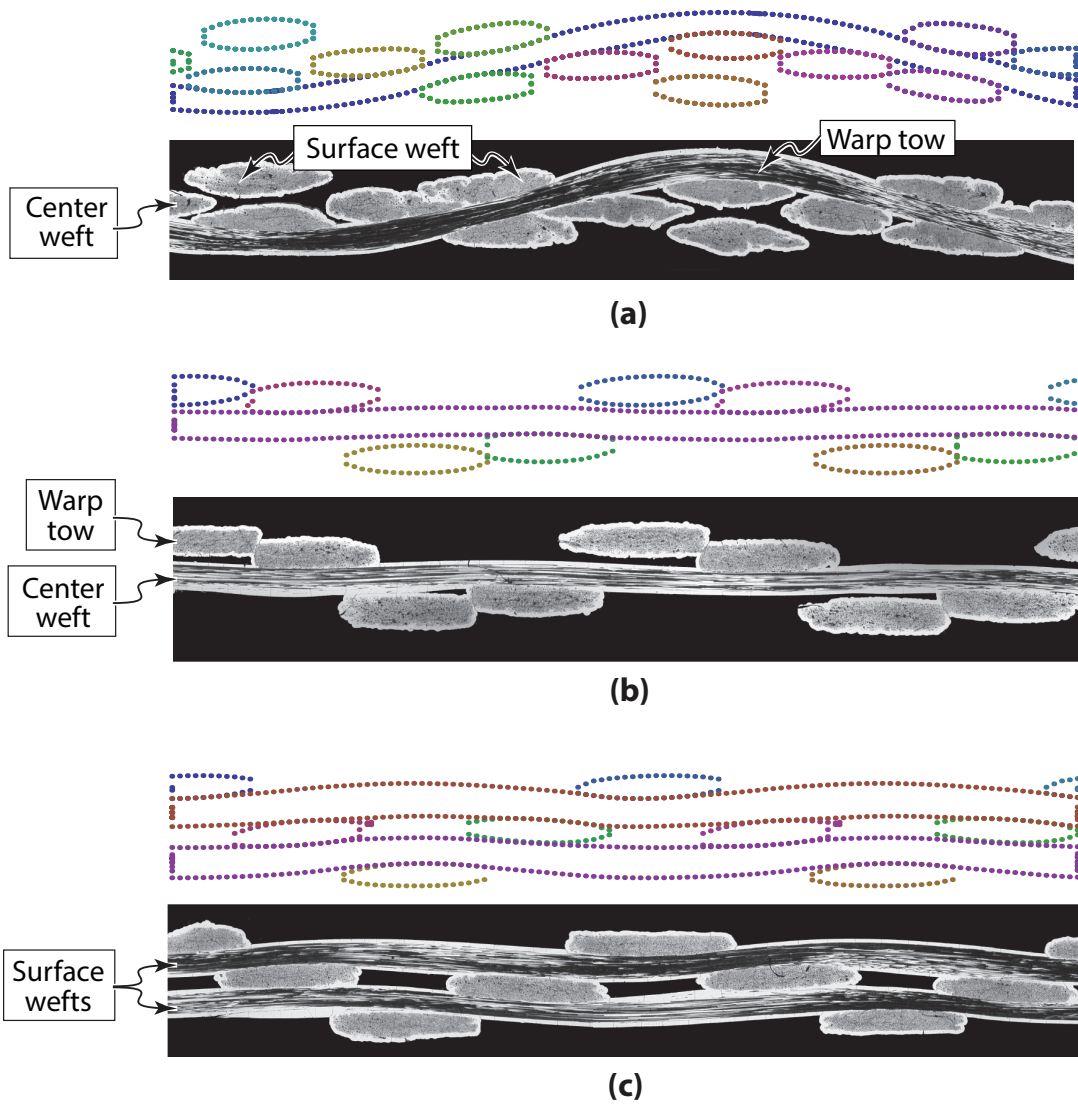 Surface weft
Warp tow
Center
weft
(a)
Warp
tow
Center
weft
(b)
Surface
wefts
(c)